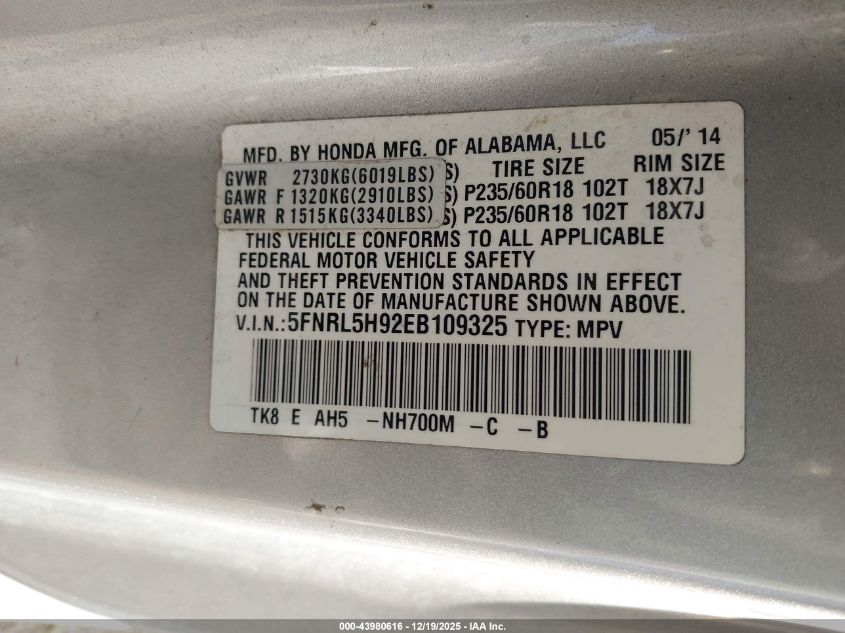 MFD. BY HONDA MFG. OF ALABAMA, LLC 05/' 14
TIRE SIZE RIM SIZE
GVWR 2730KG(6019LBS) S)
GAWR F 1320KG(2910LBS) S) P235/60R18 102T 18X7J
GAWR R 1515KG(3340LBS) S) P235/60R18 102T 18X7J
THIS VEHICLE CONFORMS TO ALL APPLICABLE
FEDERAL MOTOR VEHICLE SAFETY
AND THEFT PREVENTION STANDARDS IN EFFECT
ON THE DATE OF MANUFACTURE SHOWN ABOVE.
V.I.N.: 5FNRL5H92EB109325 TYPE: MPV
TK8 E AH5 -NH700M -C -B
000-43980616 - 12/19/2025 - IAA Inc.